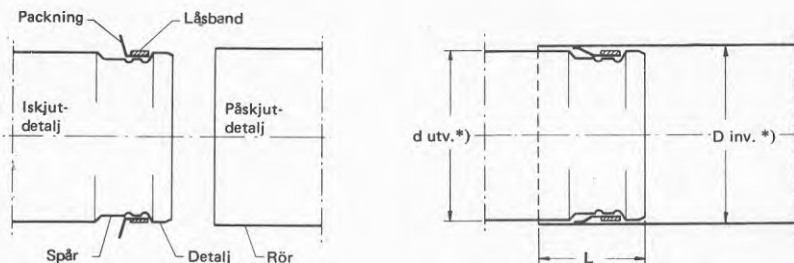 Packning
Låsband
Iskjut-
detalj
Påskjut-
detalj
Spår
Detalj
Rör
d utv.*)
D inv. *)
L